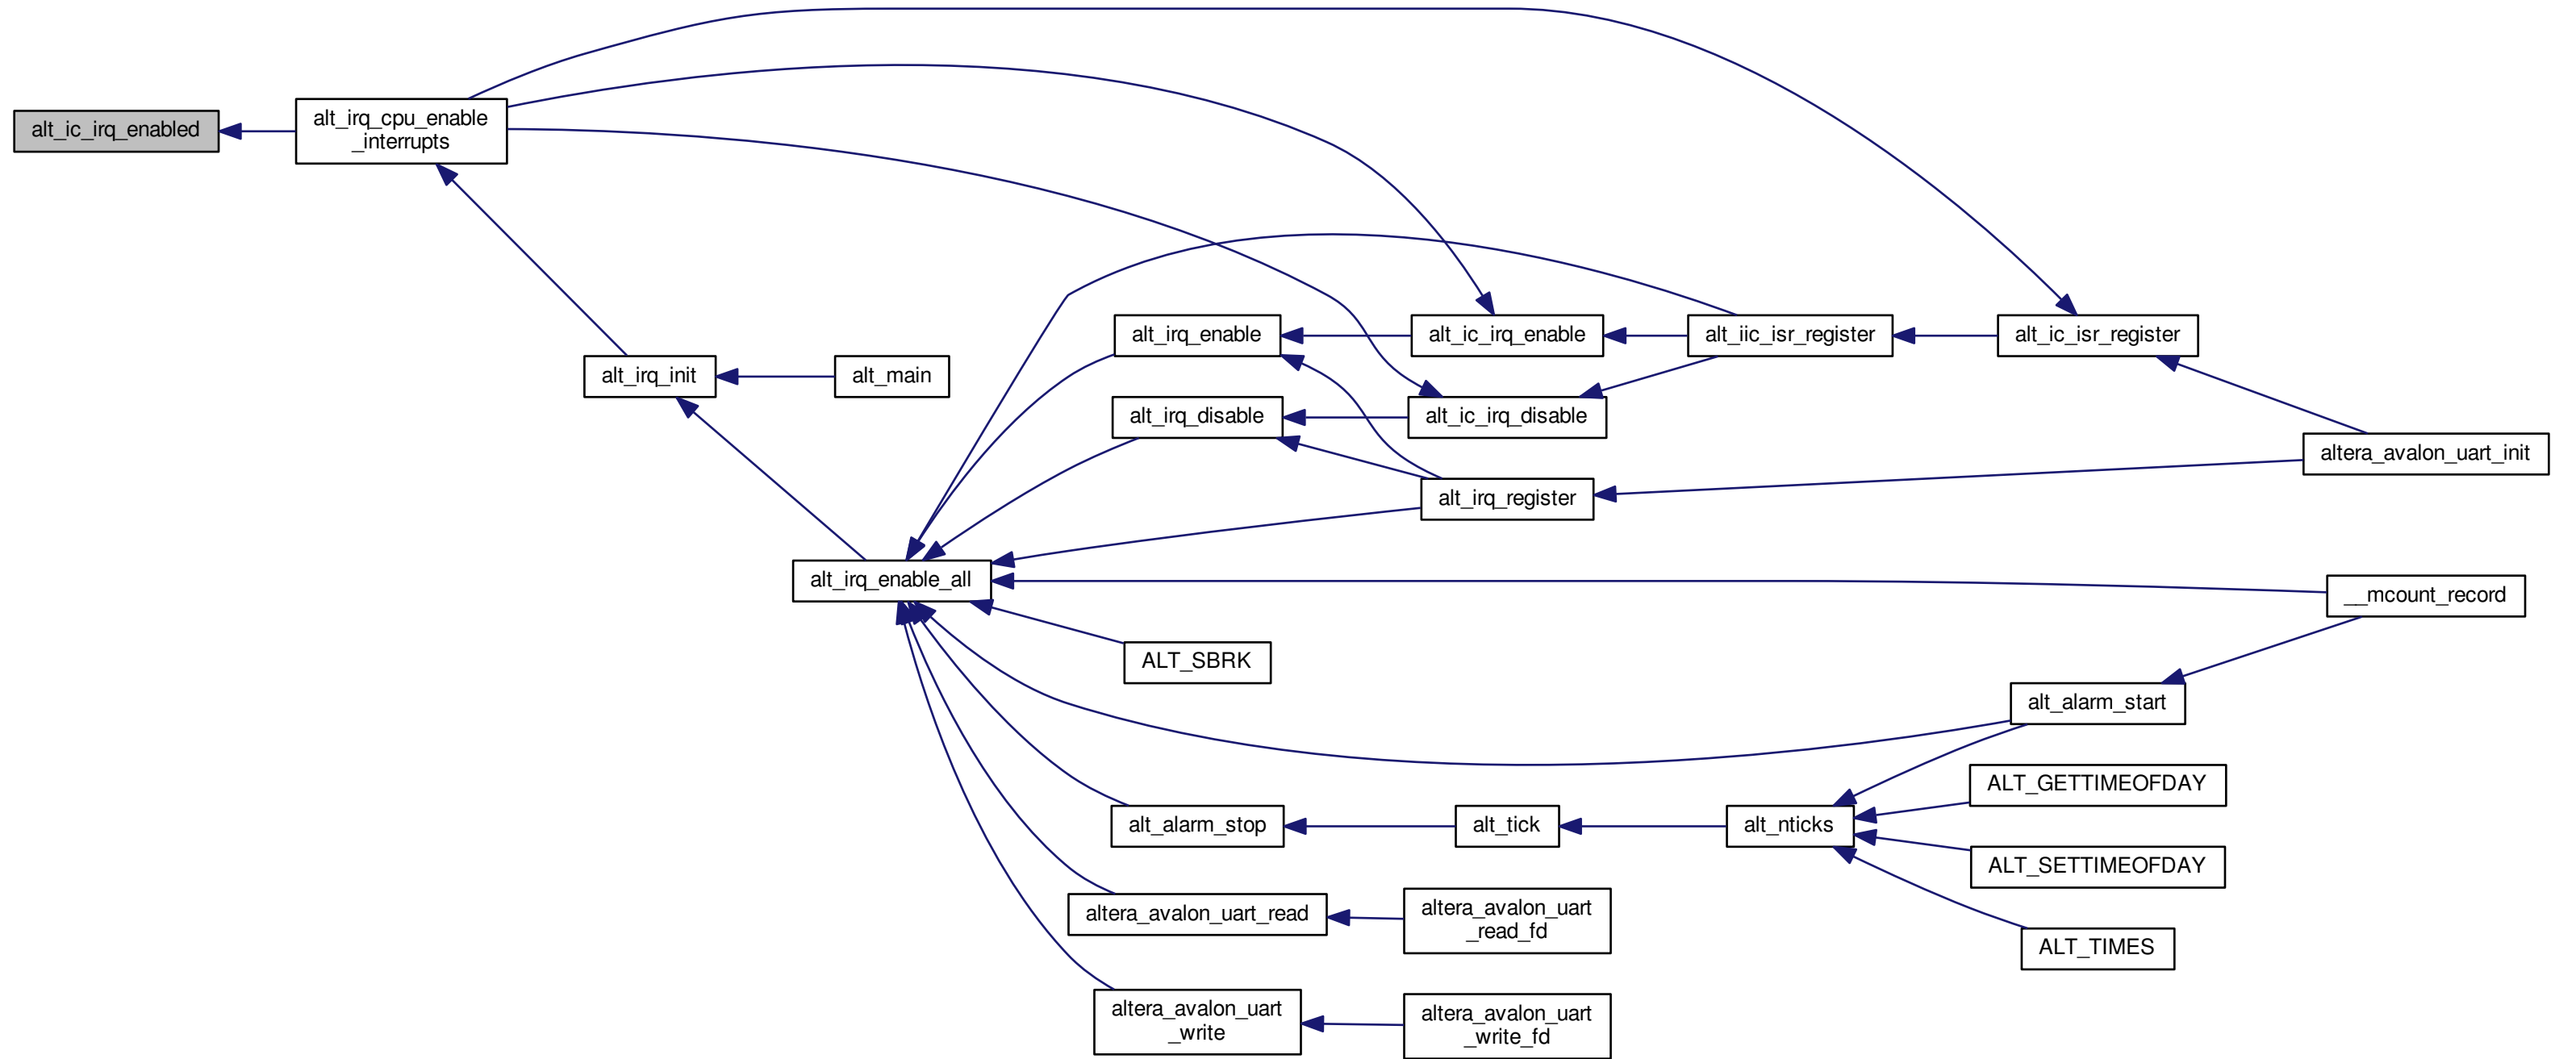 alt_ic_irq_enabled
alt_irq_cpu_enable
_interrupts
alt_irq_init
alt_main
alt_irq_enable_all
alt_irq_enable
alt_irq_disable
alt_ic_irq_enable
alt_ic_irq_disable
alt_irq_register
alt_iic_isr_register
alt_ic_isr_register
altera_avalon_uart_init
__mcount_record
ALT_SBRK
alt_alarm_start
alt_alarm_stop
alt_tick
alt_nticks
ALT_GETTIMEOFDAY
ALT_SETTIMEOFDAY
ALT_TIMES
altera_avalon_uart_read
altera_avalon_uart
_read_fd
altera_avalon_uart
_write
altera_avalon_uart
_write_fd